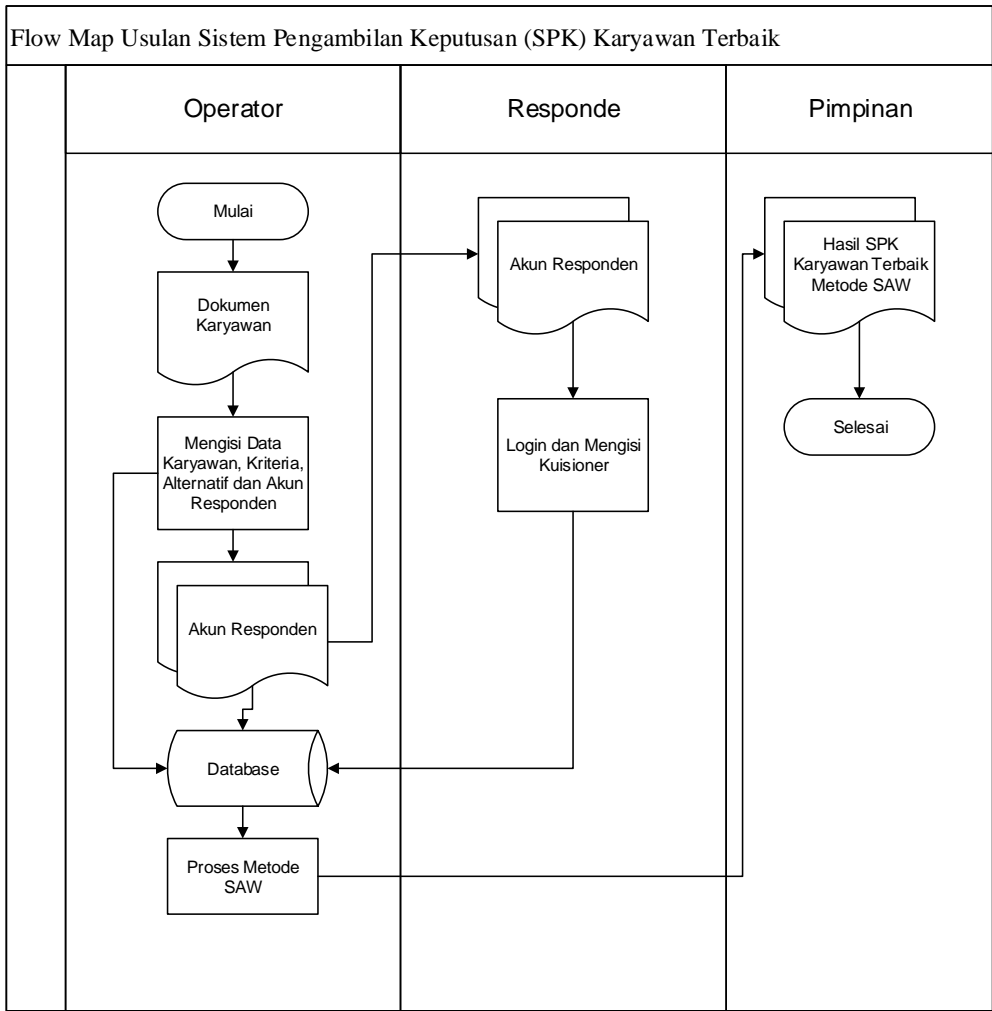 Flow Map Usulan Sistem Pengambilan Keputusan (SPK) Karyawan Terbaik
Operator
Responde
Pimpinan
Mulai
Dokumen
Karyawan
Mengisi Data
Karyawan, Kriteria,
Alternatif dan Akun
Responden
Akun Responden
Database
Proses Metode
SAW
Akun Responden
Login dan Mengisi
Kuisioner
Hasil SPK
Karyawan Terbaik
Metode SAW
Selesai